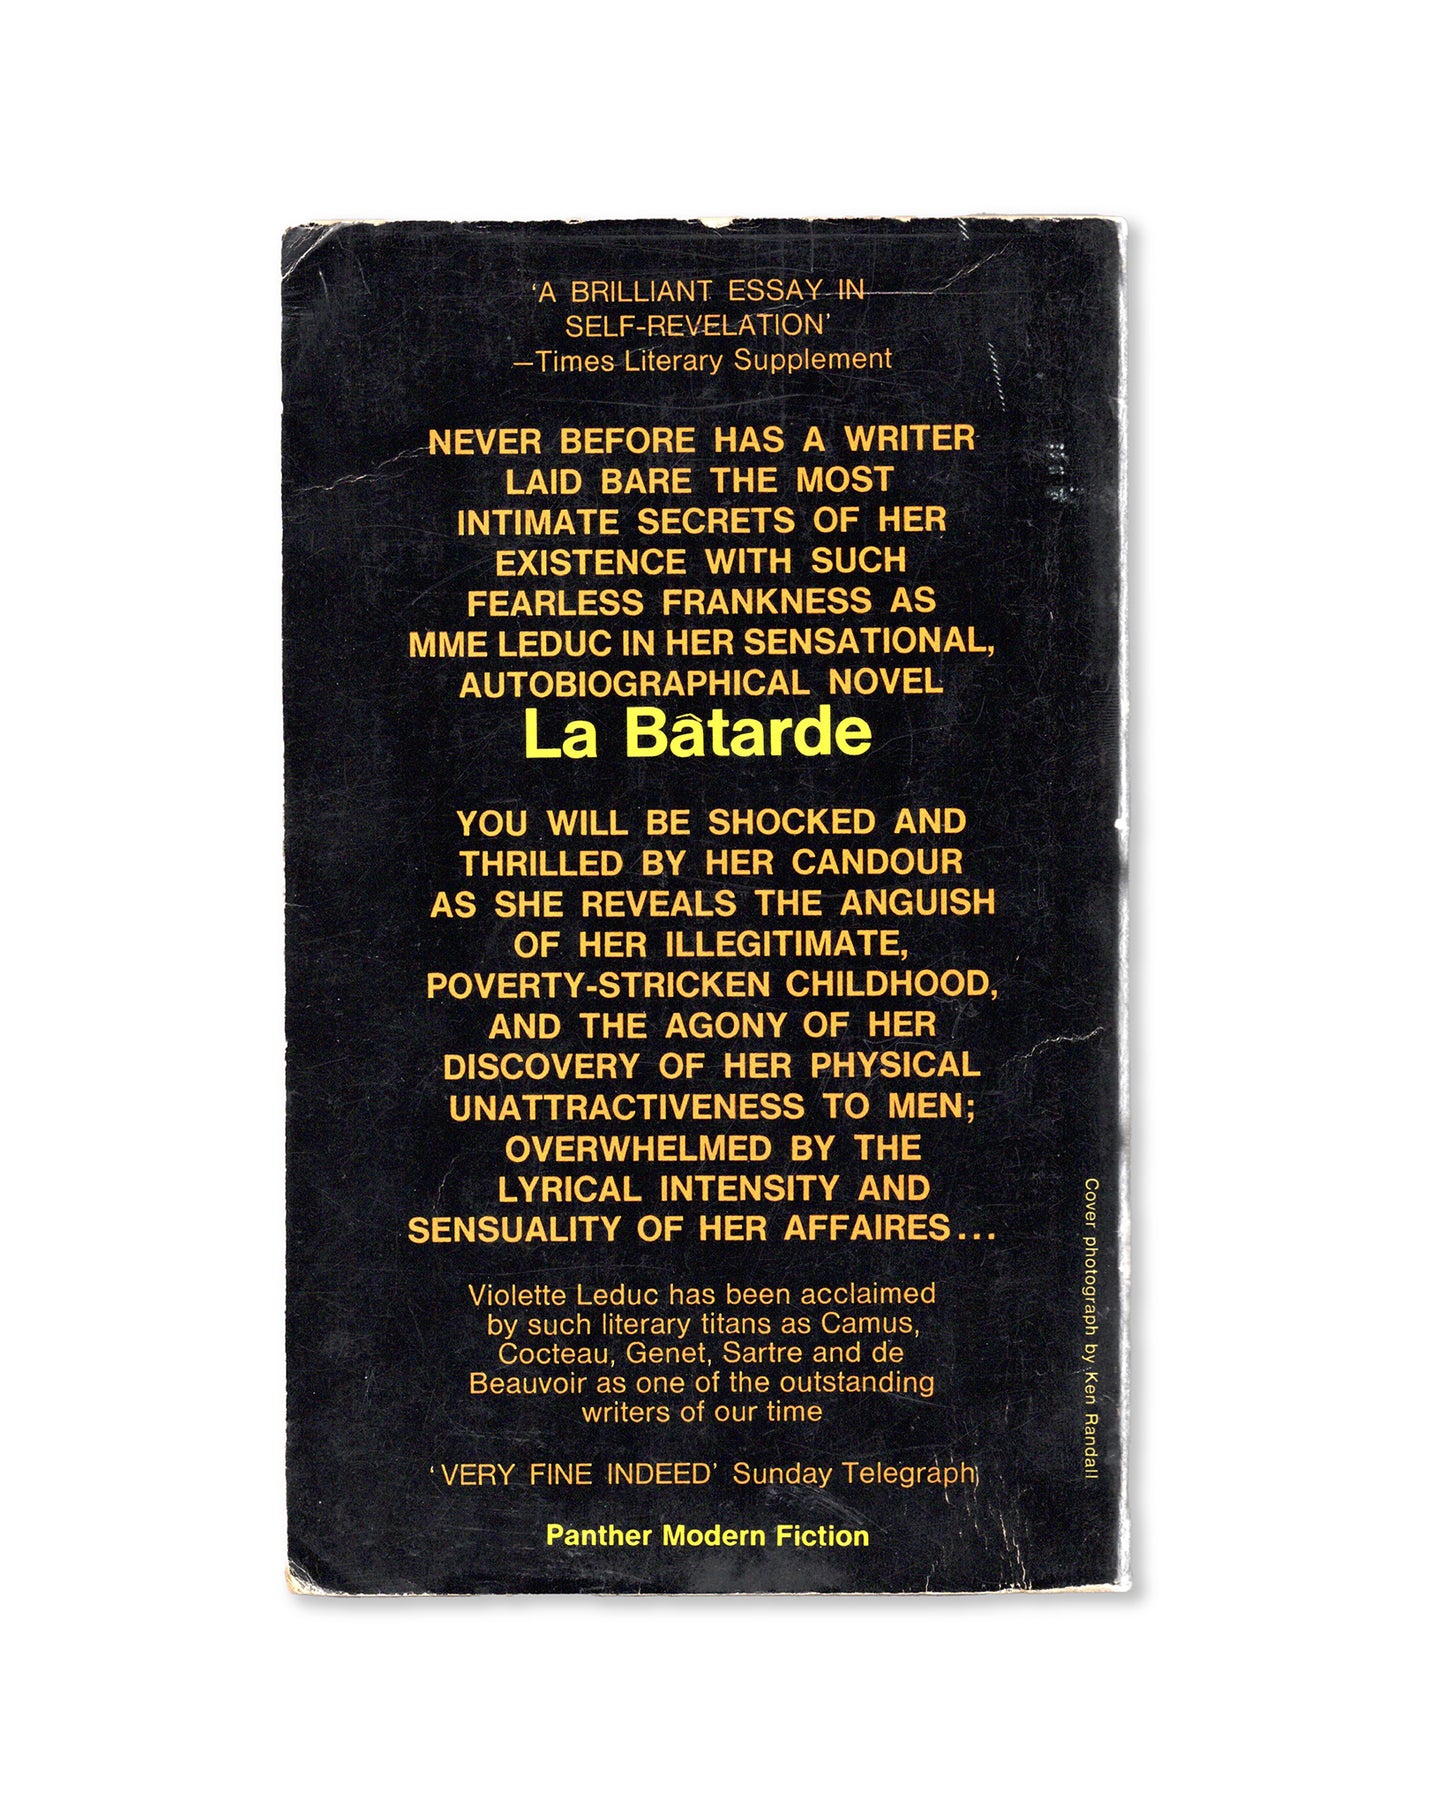 ‘A BRILLIANT ESSAY IN
SELF-REVELATION’
—Times Literary Supplement
NEVER BEFORE HAS A WRITER
LAID BARE THE MOST
INTIMATE SECRETS OF HER
EXISTENCE WITH SUCH
FEARLESS FRANKNESS AS
MME LEDUC IN HER SENSATIONAL,
AUTOBIOGRAPHICAL NOVEL
La Bâtarde
YOU WILL BE SHOCKED AND
THRILLED BY HER CANDOUR
AS SHE REVEALS THE ANGUISH
OF HER ILLEGITIMATE,
POVERTY-STRICKEN CHILDHOOD,
AND THE AGONY OF HER
DISCOVERY OF HER PHYSICAL
UNATTRACTIVENESS TO MEN;
OVERWHELMED BY THE
LYRICAL INTENSITY AND
SENSUALITY OF HER AFFAIRES...
Violette Leduc has been acclaimed
by such literary titans as Camus,
Cocteau, Genet, Sartre and de
Beauvoir as one of the outstanding
writers of our time
‘VERY FINE INDEED’ Sunday Telegraph
Panther Modern Fiction
Cover photograph by Ken Randall